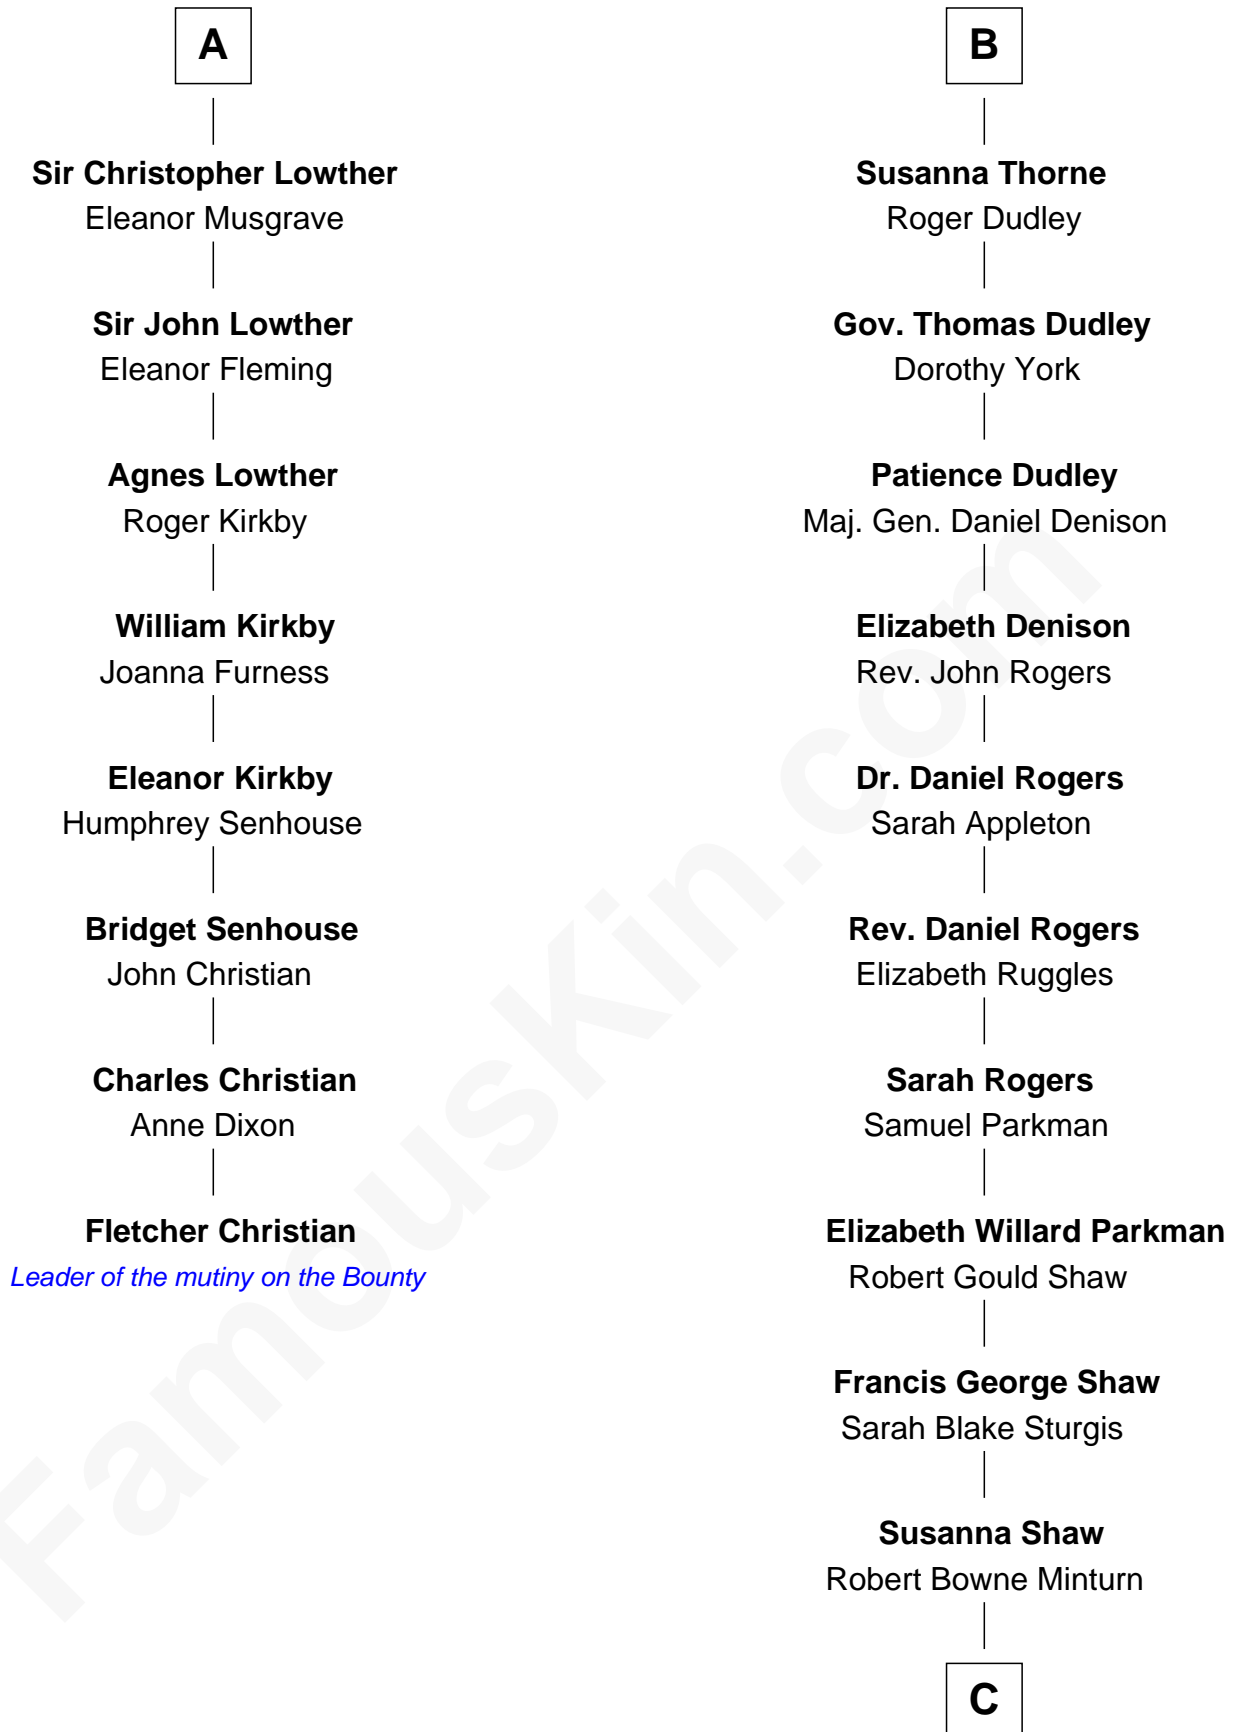 A
Sir Christopher Lowther
Eleanor Musgrave
Sir John Lowther
Eleanor Fleming
Agnes Lowther
Roger Kirkby
William Kirkby
Joanna Furness
Eleanor Kirkby
Humphrey Senhouse
Bridget Senhouse
John Christian
Charles Christian
Anne Dixon
Fletcher Christian
Leader of the mutiny on the Bounty
B
Susanna Thorne
Roger Dudley
Gov. Thomas Dudley
Dorothy York
Patience Dudley
Maj. Gen. Daniel Denison
Elizabeth Denison
Rev. John Rogers
Dr. Daniel Rogers
Sarah Appleton
Rev. Daniel Rogers
Elizabeth Ruggles
Sarah Rogers
Samuel Parkman
Elizabeth Willard Parkman
Robert Gould Shaw
Francis George Shaw
Sarah Blake Sturgis
Susanna Shaw
Robert Bowne Minturn
C
FamousKin.com